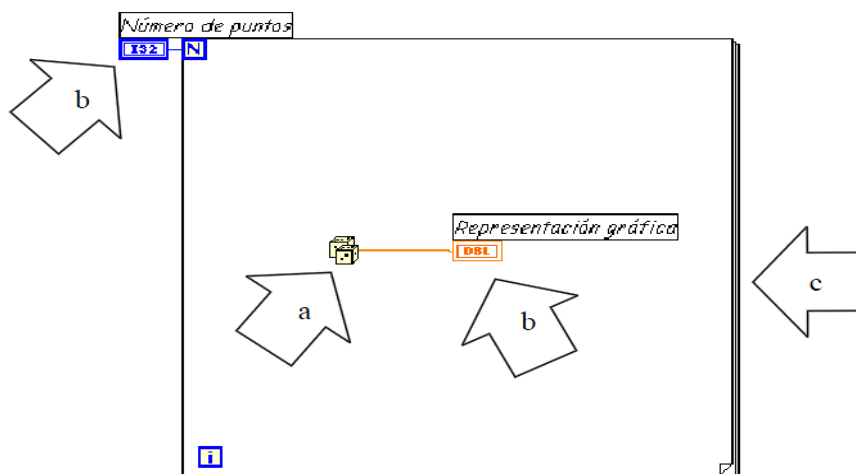 Número de puntos
I32
N
b
Representación gráfica
DBL
a
b
c
i